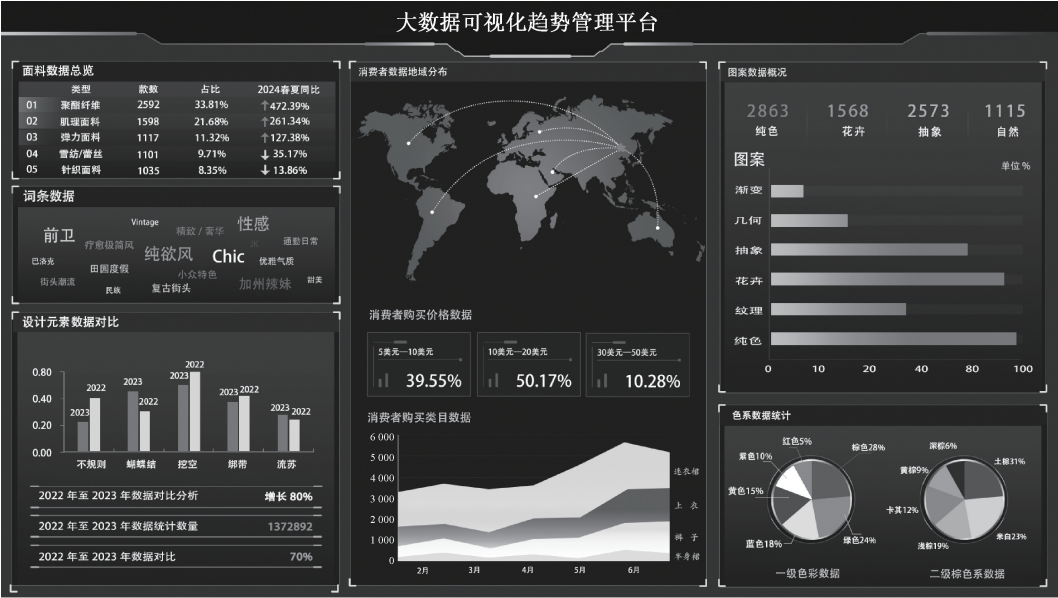 大数据可视化趋势管理平台
面料数据总览
类型 款数 占比 2024春夏同比
01 聚酯纤维 2592 33.81% ↑472.39%
02 肌理面料 1598 21.68% ↑261.34%
03 弹力面料 1117 11.32% ↑127.38%
04 雪纺/蕾丝 1101 9.71% ↓35.17%
05 针织面料 1035 8.35% ↓13.86%
词条数据
Vintage
性感
前卫
精致 / 奢华
疗愈极简风
JK
通勤日常
纯欲风
Chic
巴洛克
优雅气质
田园度假
小众特色
街头潮流
甜美
民族
复古街头
加州辣妹
设计元素数据对比
0.80
0.40
0.20
0.00
2023 2022
2023 2022
2023 2022
2023 2022
2023 2022
不规则 蝴蝶结 挖空 绑带 流苏
2022 年至 2023 年数据对比分析 增长 80%
2022 年至 2023 年数据统计数量 1372892
2022 年至 2023 年数据对比 70%
消费者数据地域分布
消费者购买价格数据
5美元—10美元
39.55%
10美元—20美元
50.17%
30美元—50美元
10.28%
消费者购买类目数据
6 000
5 000
4 000
3 000
2 000
1 000
0
连衣裙
上 衣
裤 子
半身裙
2月 3月 4月 5月 6月
图案数据概况
2863 1568 2573 1115
纯色 花卉 抽象 自然
图案
单位 %
渐变
几何
抽象
花卉
纹理
纯色
0 10 20 40 80 100
色系数据统计
红色5%
棕色28%
紫色10%
黄色15%
蓝色18%
绿色24%
一级色彩数据
深棕6%
土棕31%
黄棕9%
卡其12%
浅棕19%
米白23%
二级棕色系数据